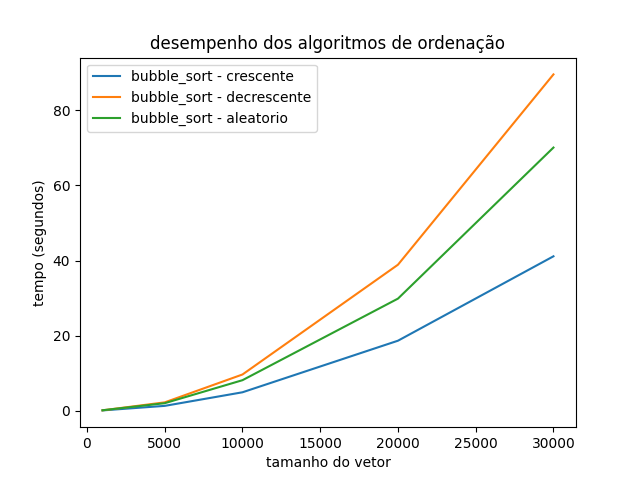 desempenho dos algoritmos de ordenação
bubble_sort - crescente
bubble_sort - decrescente
bubble_sort - aleatorio
tempo (segundos)
80
60
40
20
0
0 5000 10000 15000 20000 25000 30000
tamanho do vetor